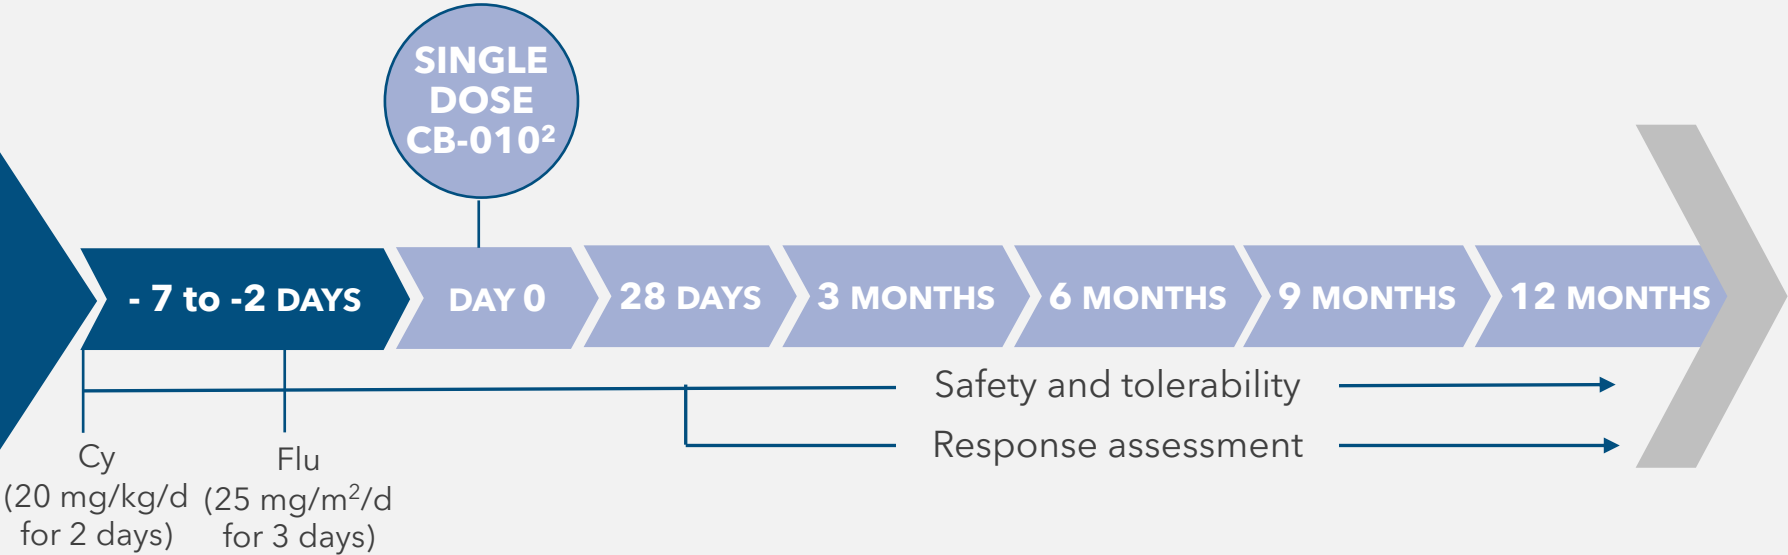 SINGLE
DOSE
CB-010²
- 7 to -2 DAYS
DAY 0
28 DAYS
3 MONTHS
6 MONTHS
9 MONTHS
12 MONTHS
Safety and tolerability
Response assessment
Cy
(20 mg/kg/d
for 2 days)
Flu
(25 mg/m²/d
for 3 days)